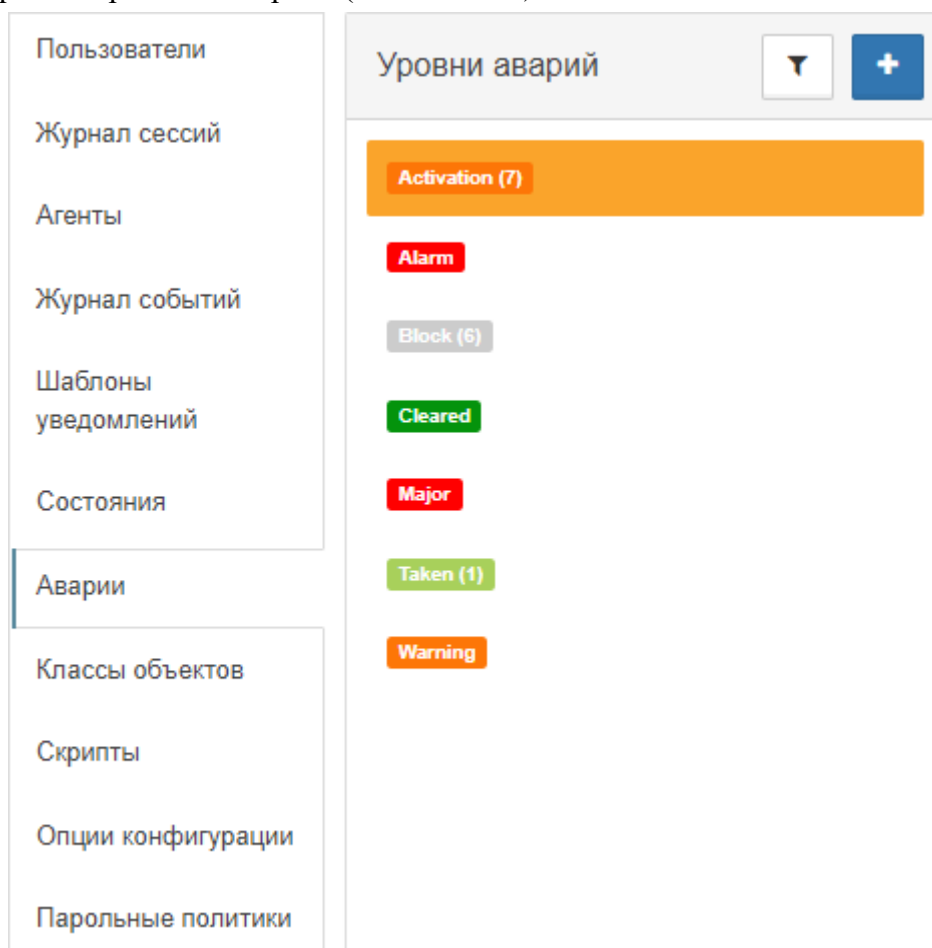 Пользователи
Журнал сессий
Агенты
Журнал событий
Шаблоны
уведомлений
Состояния
Аварии
Классы объектов
Скрипты
Опции конфигурации
Парольные политики
Уровни аварий
Activation (7)
Alarm
Block (6)
Cleared
Major
Taken (1)
Warning